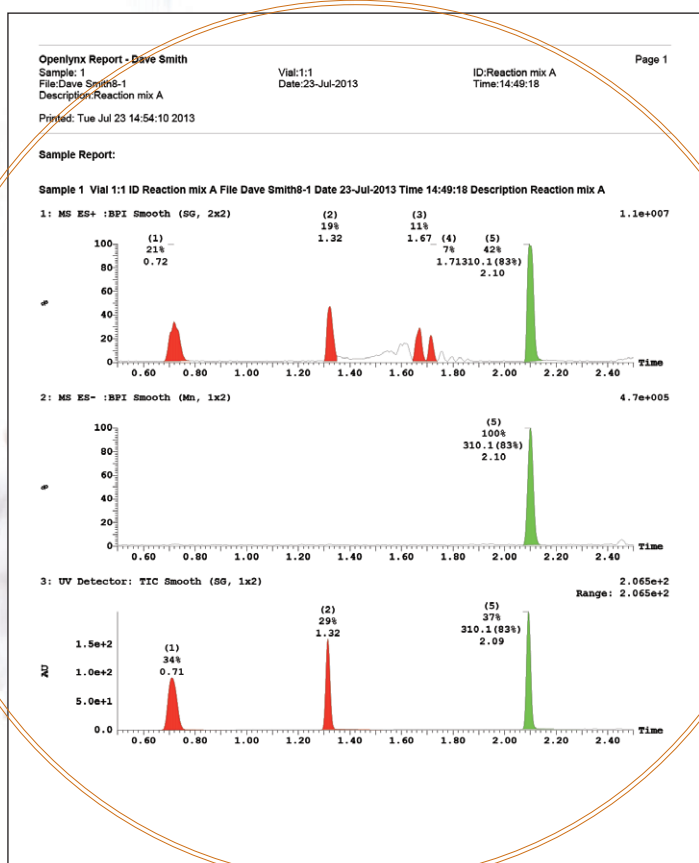 Openlynx Report - Dave Smith Page 1
Sample: 1 Vial:1:1 ID:Reaction mix A
File:Dave Smith8-1 Date:23-Jul-2013 Time:14:49:18
Description:Reaction mix A
Printed: Tue Jul 23 14:54:10 2013
Sample Report:
Sample 1 Vial 1:1 ID Reaction mix A File Dave Smith8-1 Date 23-Jul-2013 Time 14:49:18 Description Reaction mix A
1: MS ES+ :BPI Smooth (SG, 2x2) 1.1e+007
(1)
21%
0.72
(2)
19%
1.32
(3)
11%
1.67
(4)
7%
1.71
(5)
42%
310.1(83%)
2.10
100
80
60
40
20
0
%
0.60 0.80 1.00 1.20 1.40 1.60 1.80 2.00 2.20 2.40 Time
2: MS ES- :BPI Smooth (Mn, 1x2) 4.7e+005
(5)
100%
310.1(83%)
2.10
100
80
60
40
20
0
%
0.60 0.80 1.00 1.20 1.40 1.60 1.80 2.00 2.20 2.40 Time
3: UV Detector: TIC Smooth (SG, 1x2) 2.065e+2
Range: 2.065e+2
(1)
34%
0.71
(2)
29%
1.32
(5)
37%
310.1(83%)
2.09
1.5e+2
1.0e+2
5.0e+1
0.0
AU
0.60 0.80 1.00 1.20 1.40 1.60 1.80 2.00 2.20 2.40 Time